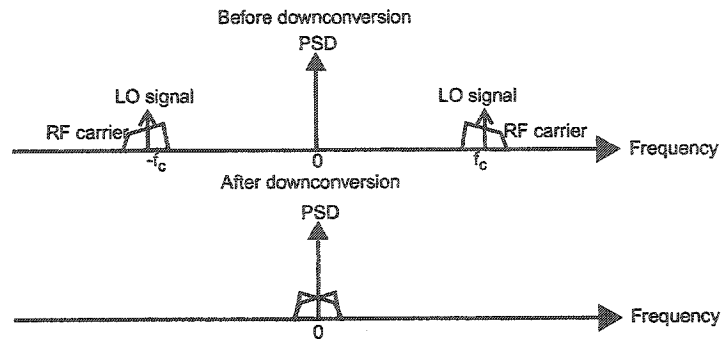 Before downconversion
PSD
LO signal
LO signal
RF carrier
RF carrier
-fc
0
fc
Frequency
After downconversion
PSD
0
Frequency